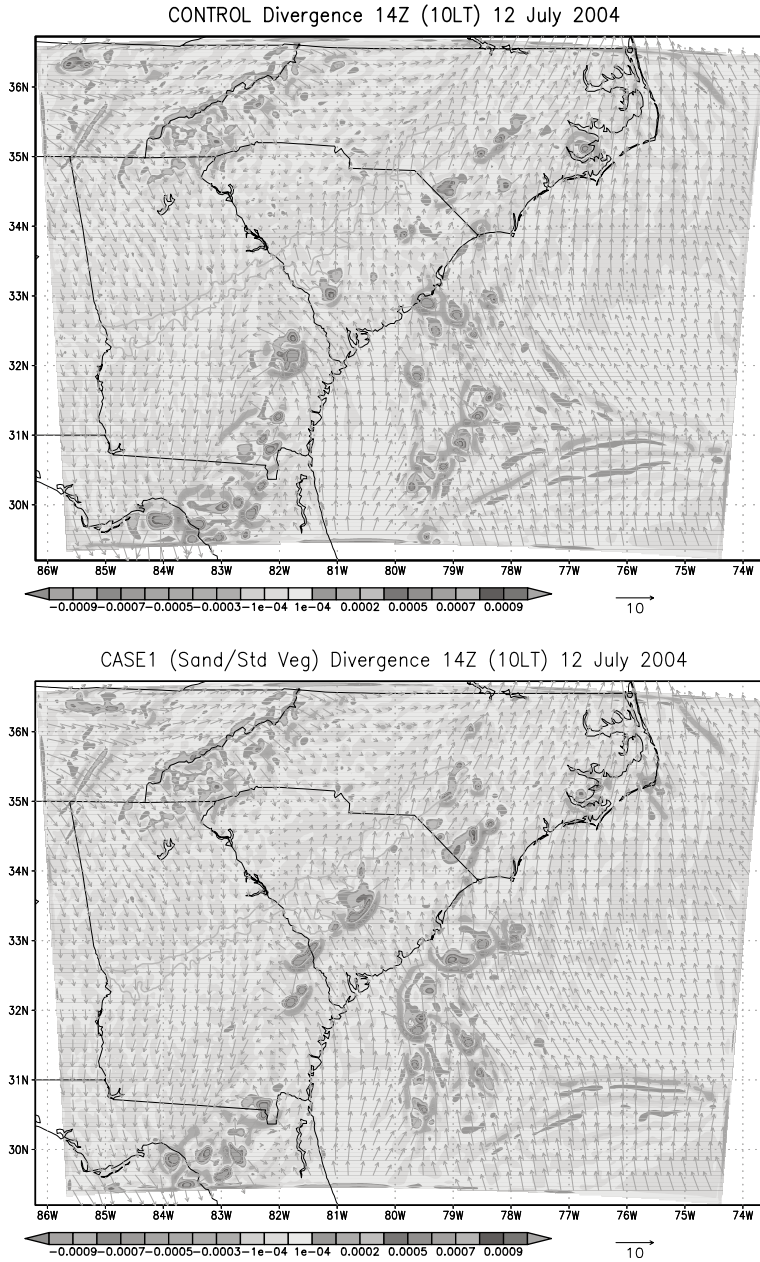 CONTROL Divergence 14Z (10LT) 12 July 2004
36N
35N
34N
33N
32N
31N
30N
86W 85W 84W 83W 82W 81W 80W 79W 78W 77W 76W 75W 74W
-0.0009 -0.0007 -0.0005 -0.0003 -1e-04 1e-04 0.0002 0.0005 0.0007 0.0009
10
CASE1 (Sand/Std Veg) Divergence 14Z (10LT) 12 July 2004
36N
35N
34N
33N
32N
31N
30N
86W 85W 84W 83W 82W 81W 80W 79W 78W 77W 76W 75W 74W
-0.0009 -0.0007 -0.0005 -0.0003 -1e-04 1e-04 0.0002 0.0005 0.0007 0.0009
10